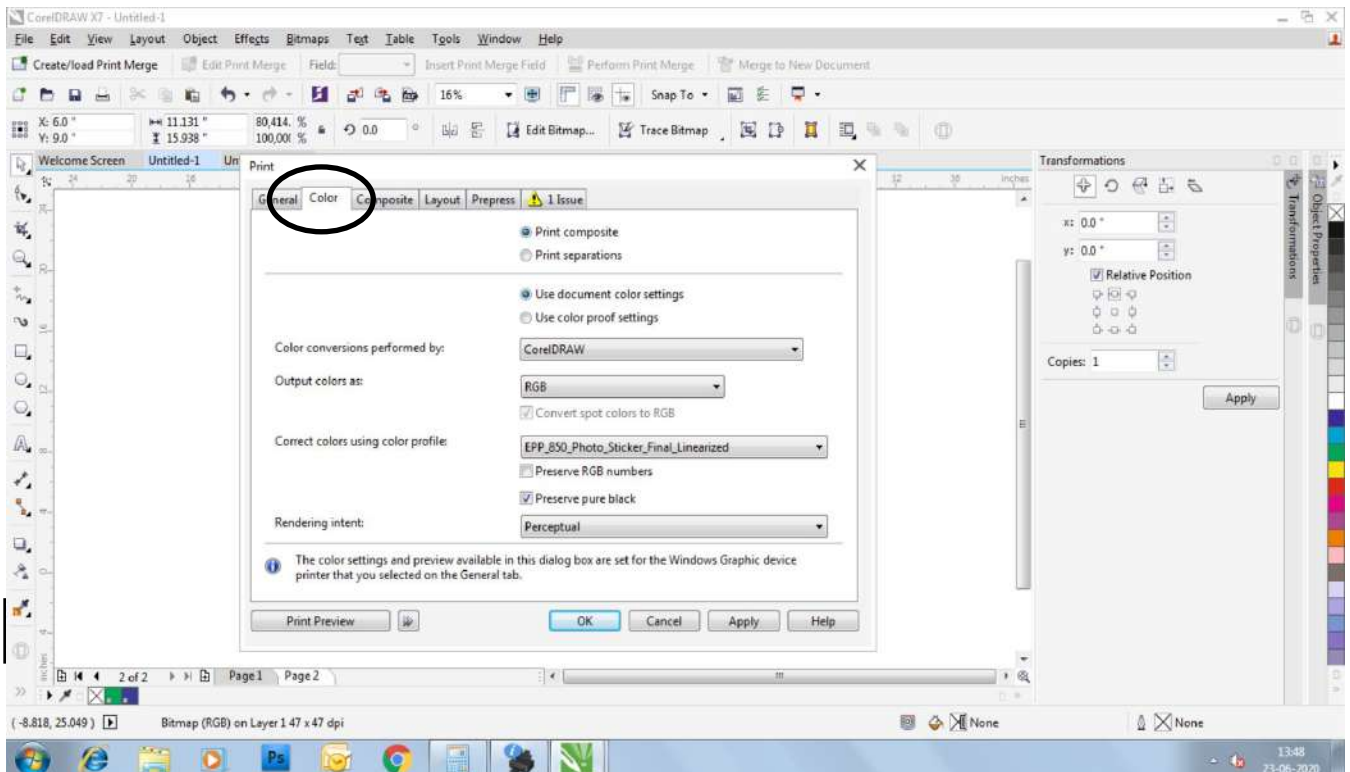 CorelDRAW X7 - Untitled-1
File Edit View Layout Object Effects Bitmaps Text Table Tools Window Help
Create/load Print Merge Edit Print Merge Field: Insert Print Merge Field Perform Print Merge Merge to New Document
16% Snap To
X: 6.0 " 11.131 " 80,414. % 0.0 ° Edit Bitmap... Trace Bitmap
Y: 9.0 " 15.938 " 100,00( %
Welcome Screen Untitled-1 Un
Print
General Color Composite Layout Prepress 1 Issue
Print composite
Print separations
Use document color settings
Use color proof settings
Color conversions performed by: CorelDRAW
Output colors as: RGB
Convert spot colors to RGB
Correct colors using color profile: EPP_850_Photo_Sticker_Final_Linearized
Preserve RGB numbers
Preserve pure black
Rendering intent: Perceptual
The color settings and preview available in this dialog box are set for the Windows Graphic device
printer that you selected on the General tab.
Print Preview OK Cancel Apply Help
inches
Transformations
x: 0.0 "
y: 0.0 "
Relative Position
Copies: 1
Apply
Transformations
Object Properties
inches
2 of 2 Page 1 Page 2
( -8.818, 25.049 ) Bitmap (RGB) on Layer 1 47 x 47 dpi None None
Ps
13:48
23-06-2020